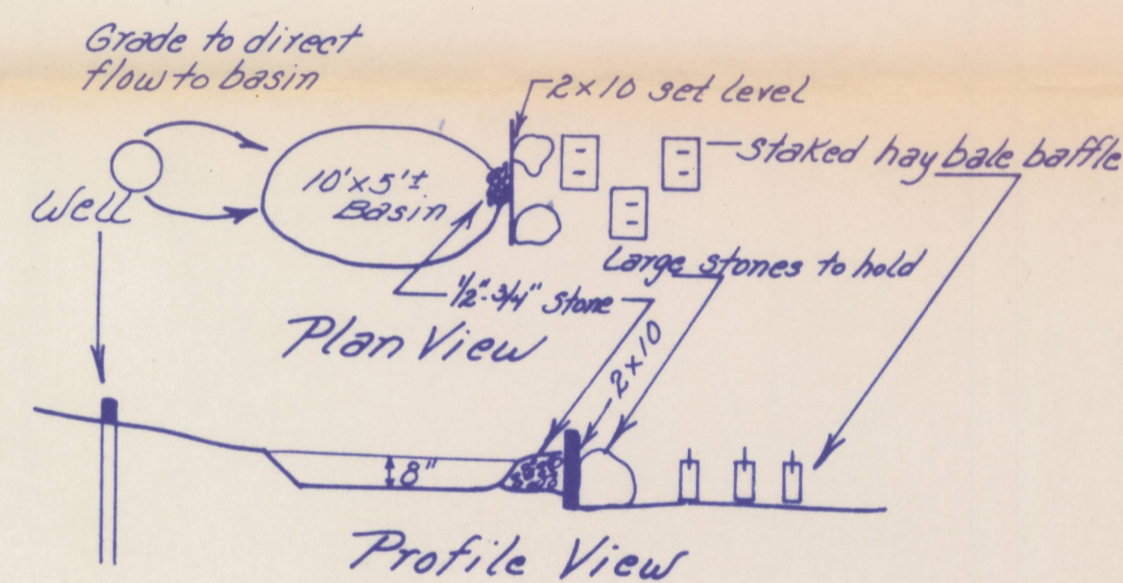 Grade to direct
flow to basin
2x10 set level
staked hay bale baffle
10'x5'±
Basin
Well
Large stones to hold
1/2"-3/4" Stone
Plan View
2x10
8"
Profile View